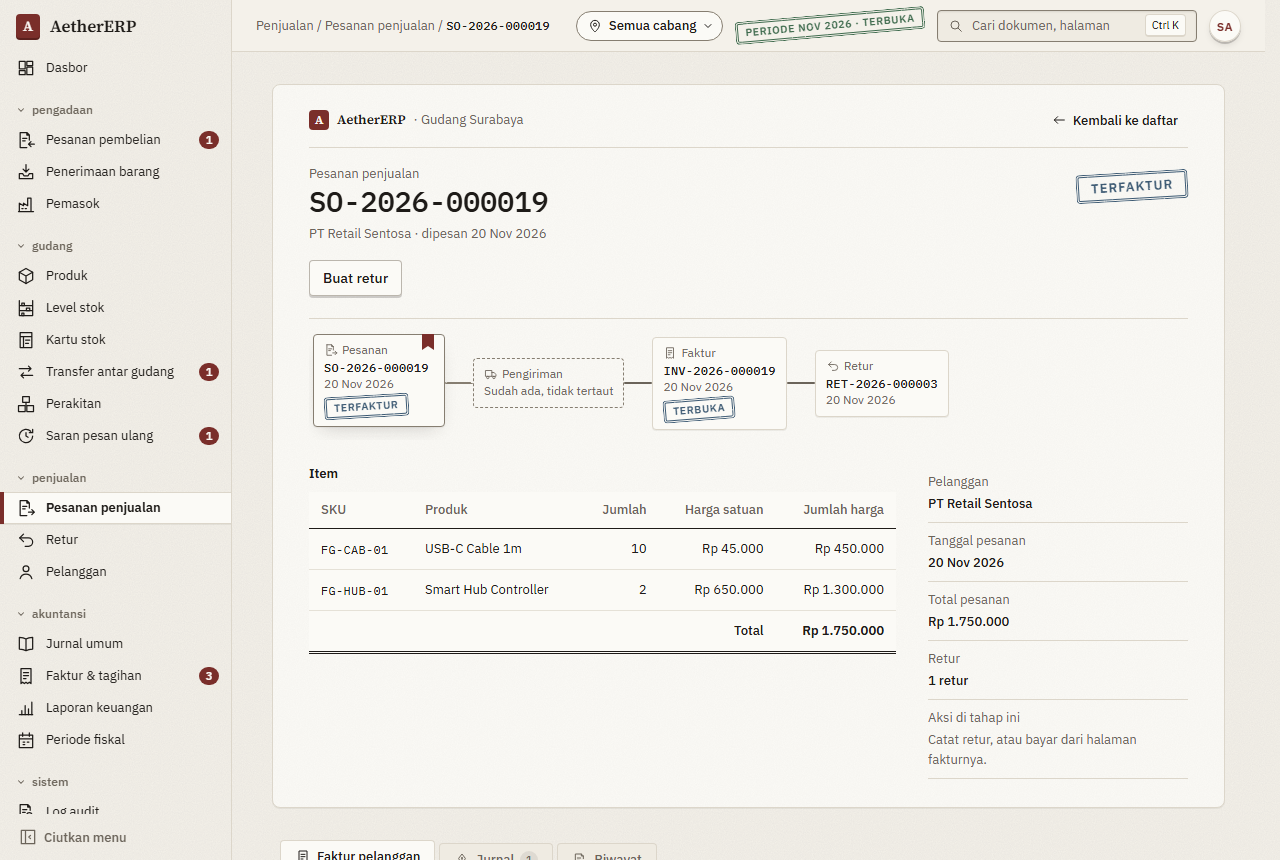 A AetherERP
Penjualan / Pesanan penjualan / SO-2026-000019
Semua cabang
PERIODE NOV 2026 · TERBUKA
Cari dokumen, halaman
Ctrl K
SA
Dasbor
pengadaan
Pesanan pembelian 1
Penerimaan barang
Pemasok
gudang
Produk
Level stok
Kartu stok
Transfer antar gudang 1
Perakitan
Saran pesan ulang 1
penjualan
Pesanan penjualan
Retur
Pelanggan
akuntansi
Jurnal umum
Faktur & tagihan 3
Laporan keuangan
Periode fiskal
sistem
Log audit
Ciutkan menu
A AetherERP · Gudang Surabaya
Kembali ke daftar
Pesanan penjualan
SO-2026-000019
TERFAKTUR
PT Retail Sentosa · dipesan 20 Nov 2026
Buat retur
Pesanan
SO-2026-000019
20 Nov 2026
TERFAKTUR
Pengiriman
Sudah ada, tidak tertaut
Faktur
INV-2026-000019
20 Nov 2026
TERBUKA
Retur
RET-2026-000003
20 Nov 2026
Item
SKU Produk Jumlah Harga satuan Jumlah harga
FG-CAB-01 USB-C Cable 1m 10 Rp 45.000 Rp 450.000
FG-HUB-01 Smart Hub Controller 2 Rp 650.000 Rp 1.300.000
Total Rp 1.750.000
Pelanggan
PT Retail Sentosa
Tanggal pesanan
20 Nov 2026
Total pesanan
Rp 1.750.000
Retur
1 retur
Aksi di tahap ini
Catat retur, atau bayar dari halaman
fakturnya.
Faktur pelanggan
Jurnal 1
Riwayat